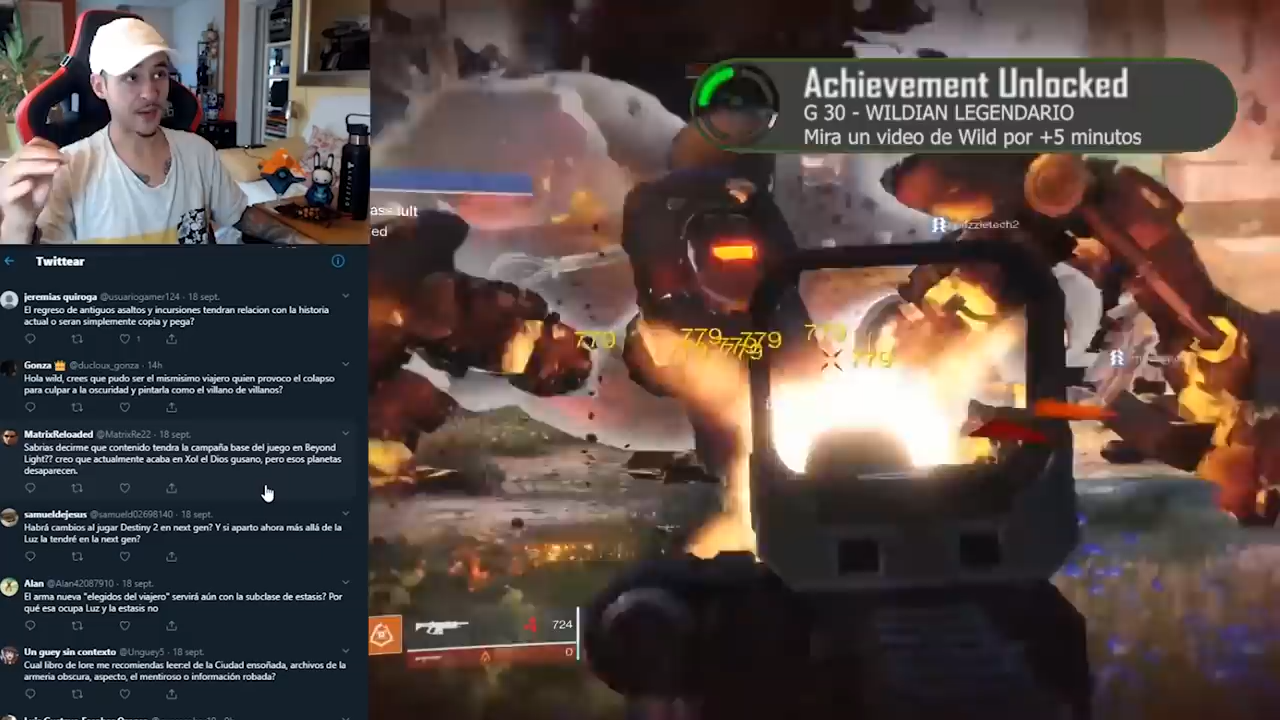 Achievement Unlocked
G 30 - WILDIAN LEGENDARIO
Mira un video de Wild por +5 minutos
ed
Twittear
jeremias quiroga @usuariogamer124 · 18 sept.
El regreso de antiguos asaltos y incursiones tendran relacion con la historia
actual o seran simplemente copia y pega?
1
Gonza @ducloux_gonza · 14h
Hola wild, crees que pudo ser el mismisimo viajero quien provoco el colapso
para culpar a la oscuridad y pintarla como el villano de villanos?
MatrixReloaded @MatrixRe22 · 18 sept.
Sabrias decirme que contenido tendra la campaña base del juego en Beyond
Light?? creo que actualmente acaba en Xol el Dios gusano, pero esos planetas
desaparecen.
samueldejesus @samueld02698140 · 18 sept.
Habrá cambios al jugar Destiny 2 en next gen? Y si aparto ahora más allá de la
Luz la tendré en la next gen?
Alan @Alan42087910 · 18 sept.
El arma nueva "elegidos del viajero" servirá aún con la subclase de estasis? Por
qué esa ocupa Luz y la estasis no
Un guey sin contexto @Unguey5 · 18 sept.
Cual libro de lore me recomiendas leer:el de la Ciudad ensoñada, archivos de la
armeria obscura, aspecto, el mentiroso o información robada?
779
779
779
779
779
779
724
0